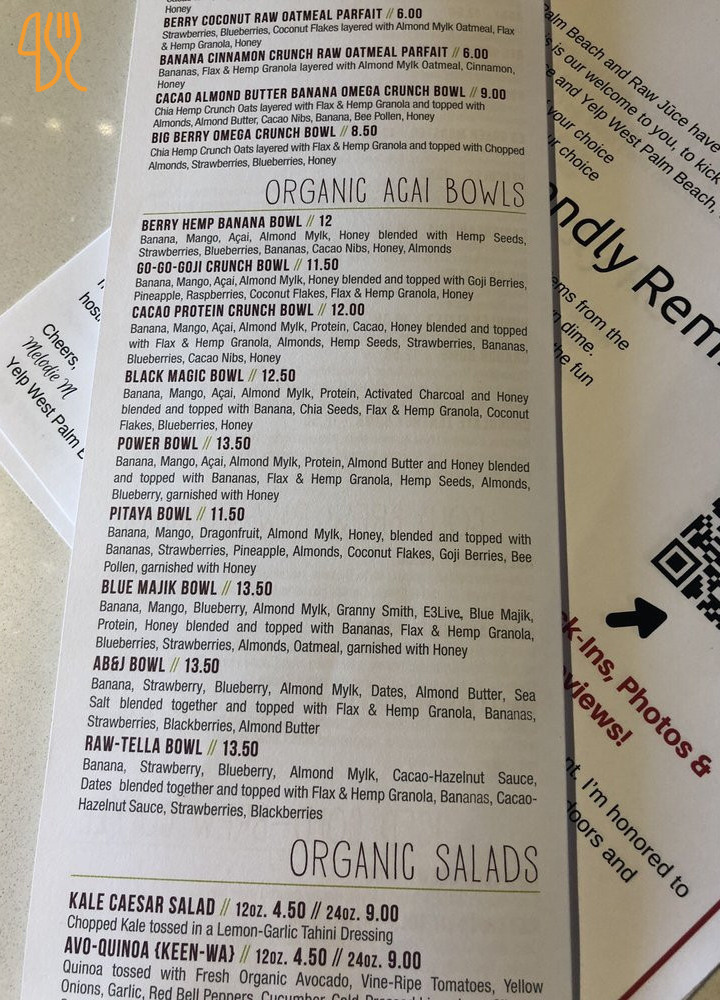 Honey
BERRY COCONUT RAW OATMEAL PARFAIT // 6.00
Strawberries, Blueberries, Coconut Flakes layered with Almond Mylk Oatmeal, Flax
& Hemp Granola, Honey
BANANA CINNAMON CRUNCH RAW OATMEAL PARFAIT // 6.00
Bananas, Flax & Hemp Granola layered with Almond Mylk Oatmeal, Cinnamon,
Honey
CACAO ALMOND BUTTER BANANA OMEGA CRUNCH BOWL // 9.00
Chia Hemp Crunch Oats layered with Flax & Hemp Granola and topped with
Almonds, Almond Butter, Cacao Nibs, Banana, Bee Pollen, Honey
BIG BERRY OMEGA CRUNCH BOWL // 8.50
Chia Hemp Crunch Oats layered with Flax & Hemp Granola and topped with Chopped
Almonds, Strawberries, Blueberries, Honey
ORGANIC ACAI BOWLS
BERRY HEMP BANANA BOWL // 12
Banana, Mango, Açai, Almond Mylk, Honey blended with Hemp Seeds,
Strawberries, Blueberries, Bananas, Cacao Nibs, Honey, Almonds
GO-GO-GOJI CRUNCH BOWL // 11.50
Banana, Mango, Açai, Almond Mylk, Honey blended and topped with Goji Berries,
Pineapple, Raspberries, Coconut Flakes, Flax & Hemp Granola, Honey
CACAO PROTEIN CRUNCH BOWL // 12.00
Banana, Mango, Açai, Almond Mylk, Protein, Cacao, Honey blended and topped
with Flax & Hemp Granola, Almonds, Hemp Seeds, Strawberries, Bananas,
Blueberries, Cacao Nibs, Honey
BLACK MAGIC BOWL // 12.50
Banana, Mango, Açai, Almond Mylk, Protein, Activated Charcoal and Honey
blended and topped with Banana, Chia Seeds, Flax & Hemp Granola, Coconut
Flakes, Blueberries, Honey
POWER BOWL // 13.50
Banana, Mango, Açai, Almond Mylk, Protein, Almond Butter and Honey blended
and topped with Bananas, Flax & Hemp Granola, Hemp Seeds, Almonds,
Blueberry, garnished with Honey
PITAYA BOWL // 11.50
Banana, Mango, Dragonfruit, Almond Mylk, Honey, blended and topped with
Bananas, Strawberries, Pineapple, Almonds, Coconut Flakes, Goji Berries, Bee
Pollen, garnished with Honey
BLUE MAJIK BOWL // 13.50
Banana, Mango, Blueberry, Almond Mylk, Granny Smith, E3Live, Blue Majik,
Protein, Honey blended and topped with Bananas, Flax & Hemp Granola,
Blueberries, Strawberries, Almonds, Oatmeal, garnished with Honey
AB&J BOWL // 13.50
Banana, Strawberry, Blueberry, Almond Mylk, Dates, Almond Butter, Sea
Salt blended together and topped with Flax & Hemp Granola, Bananas,
Strawberries, Blackberries, Almond Butter
RAW-TELLA BOWL // 13.50
Banana, Strawberry, Blueberry, Almond Mylk, Cacao-Hazelnut Sauce,
Dates blended together and topped with Flax & Hemp Granola, Bananas, Cacao-
Hazelnut Sauce, Strawberries, Blackberries
ORGANIC SALADS
KALE CAESAR SALAD // 12oz. 4.50 // 24oz. 9.00
Chopped Kale tossed in a Lemon-Garlic Tahini Dressing
AVO-QUINOA {KEEN-WA} // 12oz. 4.50 // 24oz. 9.00
Quinoa tossed with Fresh Organic Avocado, Vine-Ripe Tomatoes, Yellow
Onions, Garlic, Red Bell Peppers, Cucumber
Cheers,
Melodie M
Yelp West Palm
alm Beach and Raw Jūce have
is is our welcome to you, to kick
e and Yelp West Palm Beach,
your choice
ur choice
ndly Rem
ems from the
dime.
the fun
ck-Ins, Photos &
views!
nt. I'm honored to
doors and